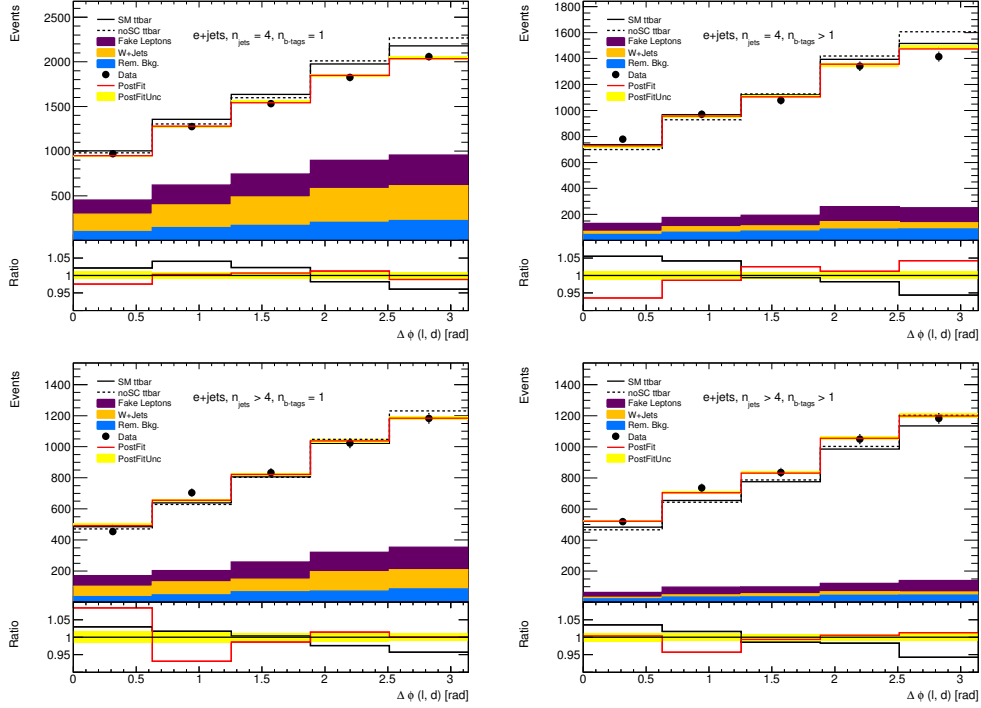 Events
2500
2000
1500
1000
500
SM ttbar
noSC ttbar
Fake Leptons
W+Jets
Rem. Bkg.
Data
PostFit
PostFitUnc
e+jets, n_jets = 4, n_b-tags = 1
Ratio
1.05
1
0.95
0 0.5 1 1.5 2 2.5 3
Δ ϕ (l, d) [rad]
Events
1800
1600
1400
1200
1000
800
600
400
200
SM ttbar
noSC ttbar
Fake Leptons
W+Jets
Rem. Bkg.
Data
PostFit
PostFitUnc
e+jets, n_jets = 4, n_b-tags > 1
Ratio
1.05
1
0.95
0 0.5 1 1.5 2 2.5 3
Δ ϕ (l, d) [rad]
Events
1400
1200
1000
800
600
400
200
SM ttbar
noSC ttbar
Fake Leptons
W+Jets
Rem. Bkg.
Data
PostFit
PostFitUnc
e+jets, n_jets > 4, n_b-tags = 1
Ratio
1.05
1
0.95
0 0.5 1 1.5 2 2.5 3
Δ ϕ (l, d) [rad]
Events
1400
1200
1000
800
600
400
200
SM ttbar
noSC ttbar
Fake Leptons
W+Jets
Rem. Bkg.
Data
PostFit
PostFitUnc
e+jets, n_jets > 4, n_b-tags > 1
Ratio
1.05
1
0.95
0 0.5 1 1.5 2 2.5 3
Δ ϕ (l, d) [rad]